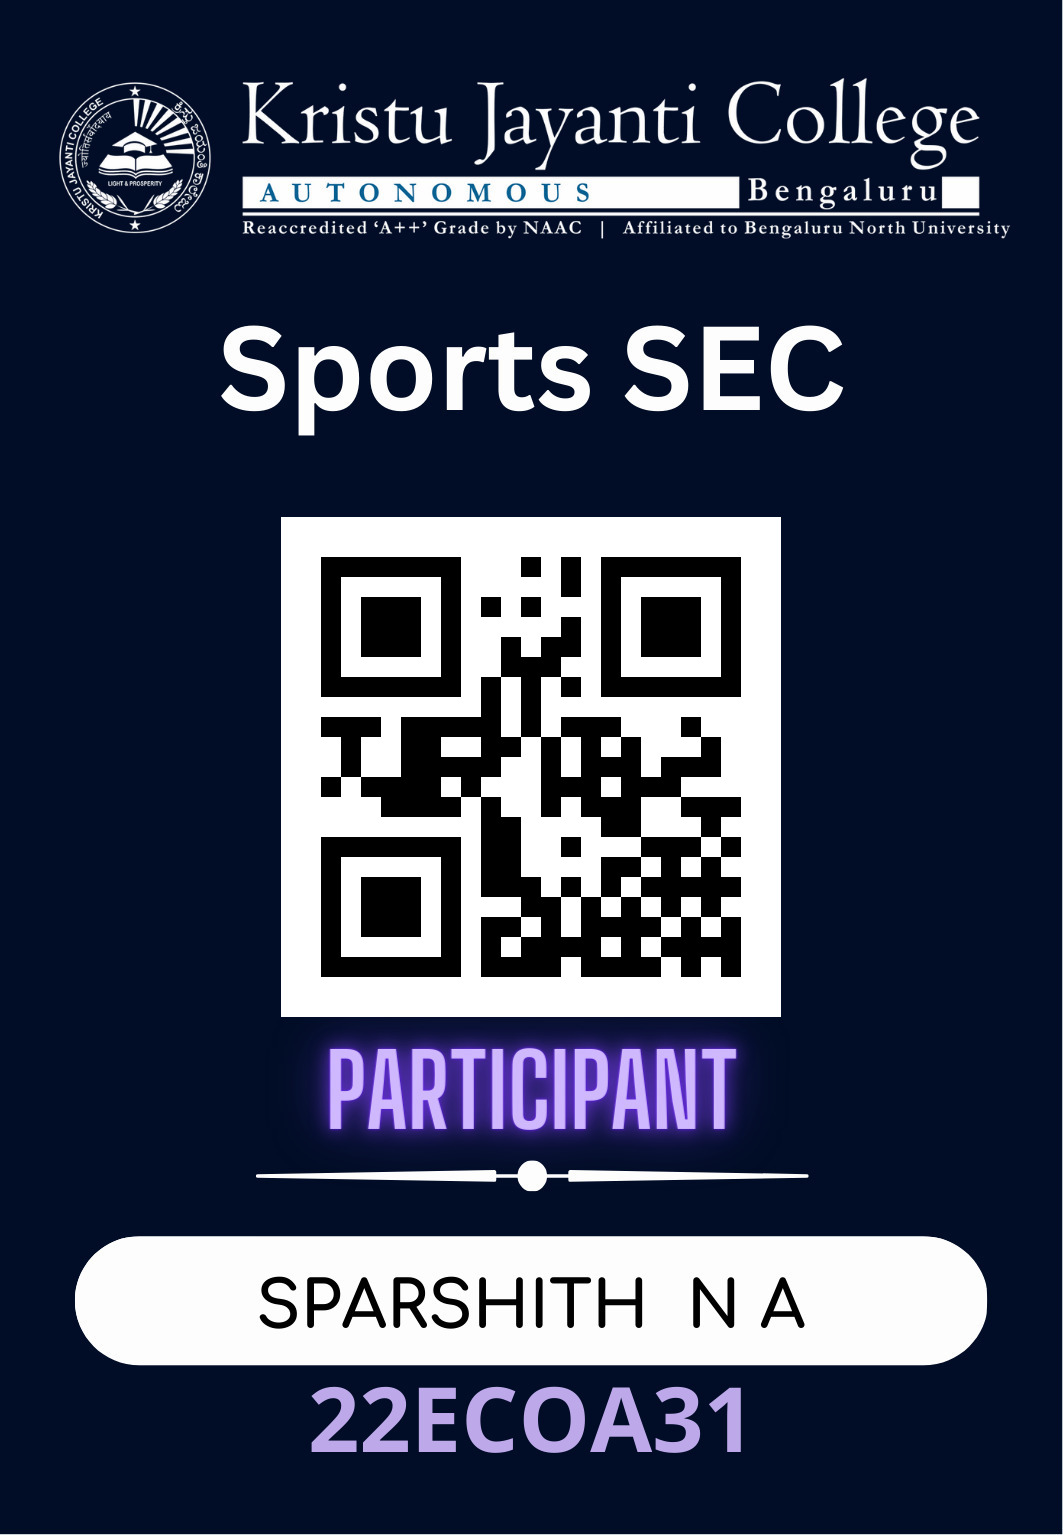 KRISTU JAYANTI COLLEGE
ज्योतिसंवादयाय
LIGHT & PROSPERITY
Kristu Jayanti College
AUTONOMOUS Bengaluru
Reaccredited ‘A++’ Grade by NAAC | Affiliated to Bengaluru North University
Sports SEC
PARTICIPANT
SPARSHITH N A
22ECOA31